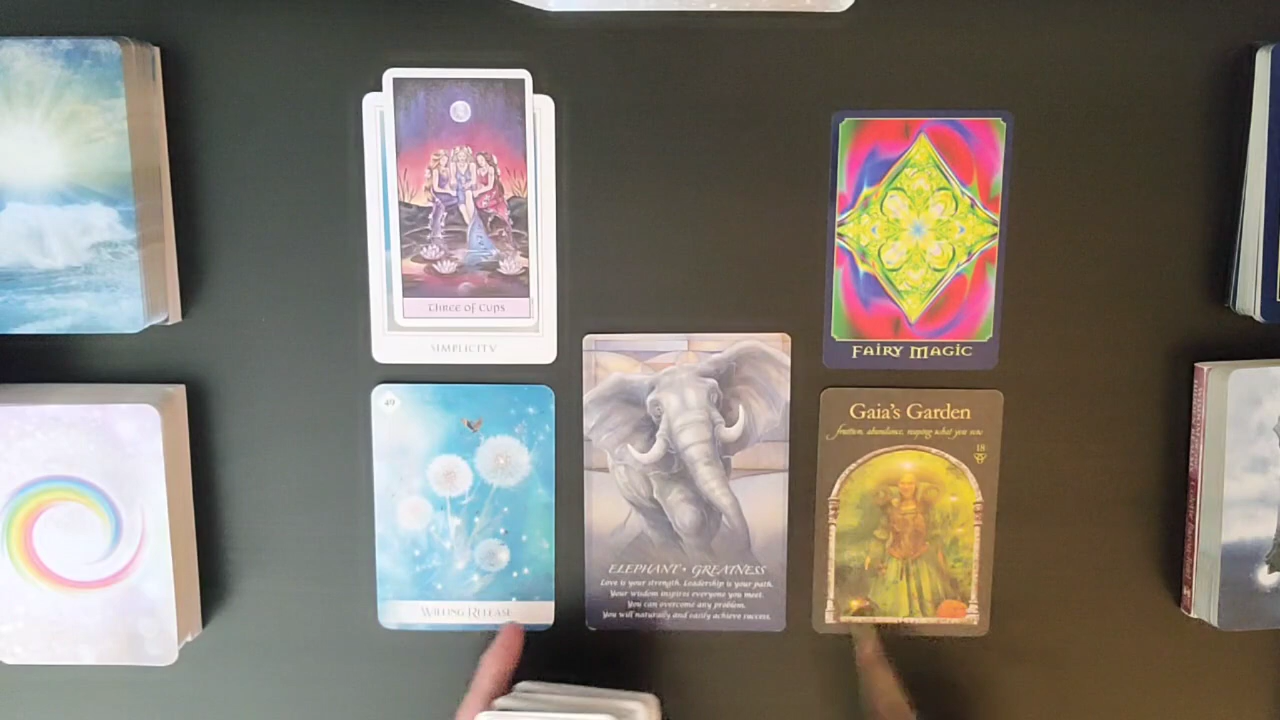 Three of Cups
SIMPLICITY
FAIRY MAGIC
49
WILLING RELEASE
ELEPHANT • GREATNESS
Love is your strength. Leadership is your path.
Your wisdom inspires everyone you meet.
You can overcome any problem.
You will naturally and easily achieve success.
Gaia's Garden
fruition, abundance, reaping what you sow
18